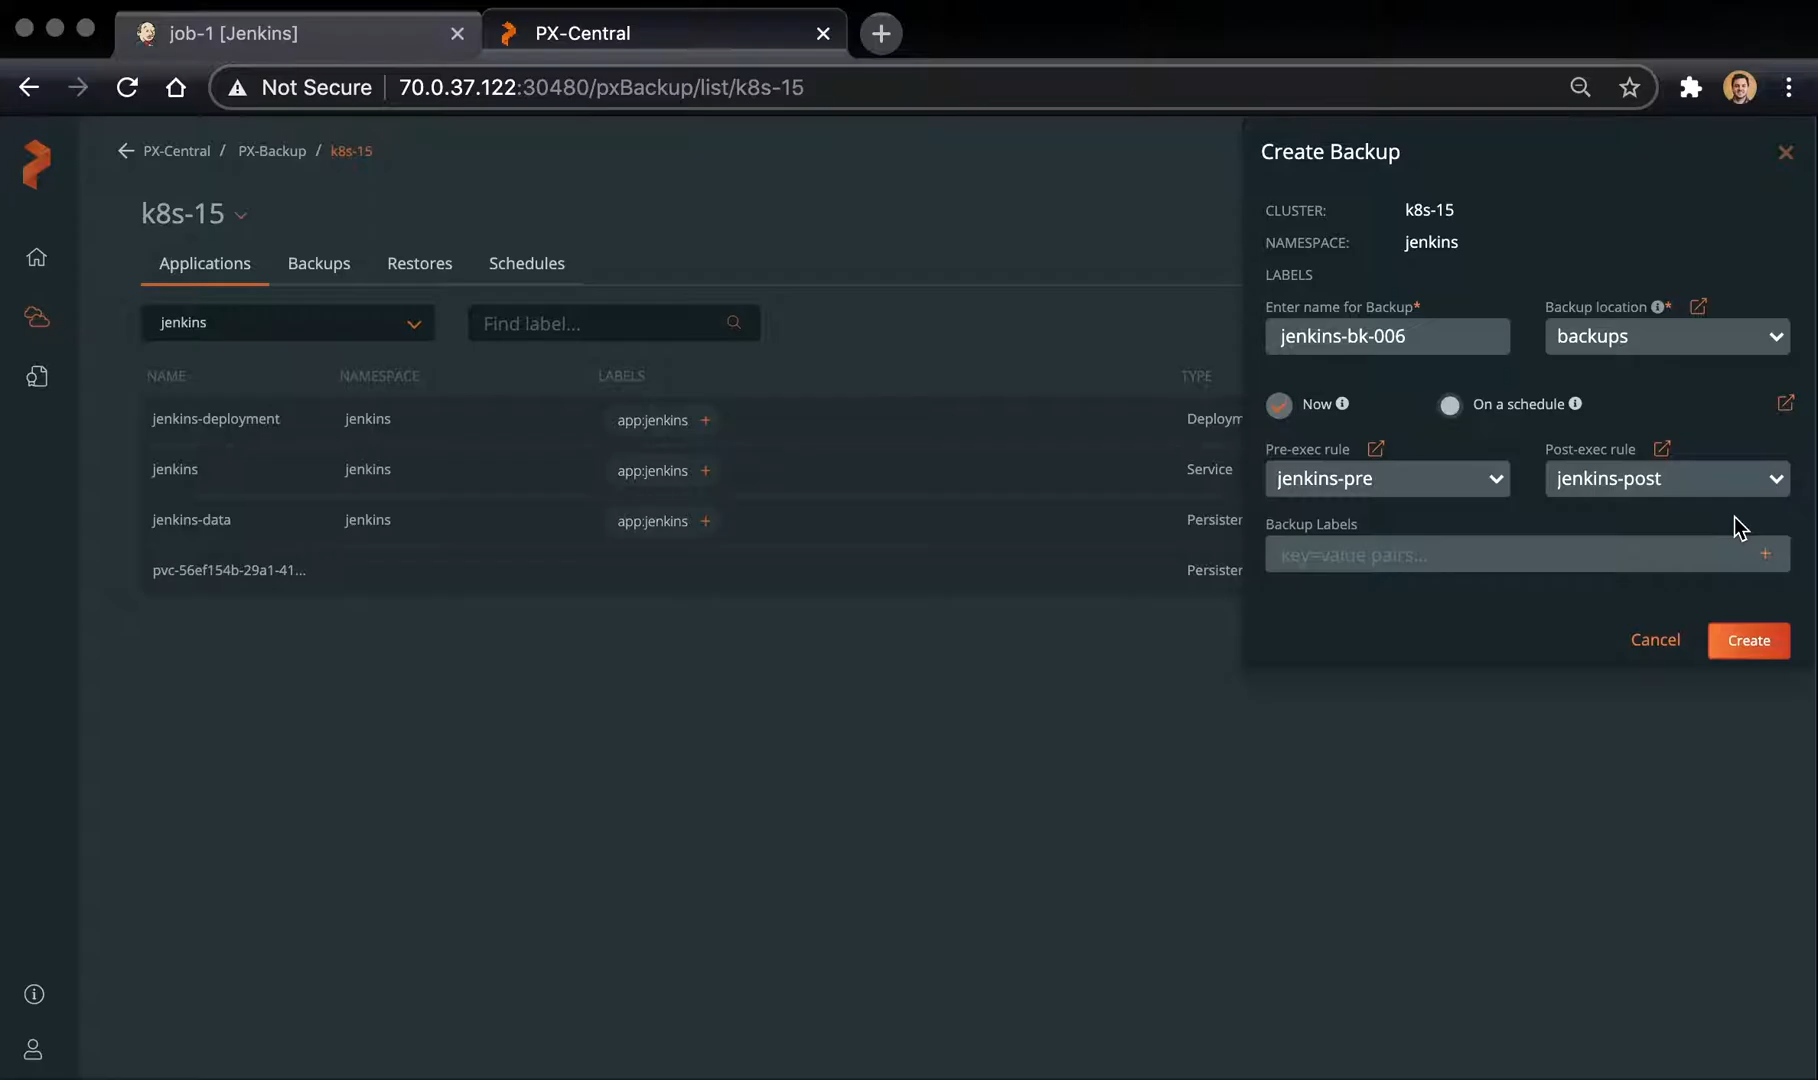 job-1 [Jenkins]
PX-Central
Not Secure
70.0.37.122:30480/pxBackup/list/k8s-15
PX-Central / PX-Backup / k8s-15
k8s-15
Applications
Backups
Restores
Schedules
jenkins
Find label...
NAME
NAMESPACE
LABELS
TYPE
jenkins-deployment
jenkins
app:jenkins +
Deploym
jenkins
jenkins
app:jenkins +
Service
jenkins-data
jenkins
app:jenkins +
Persister
pvc-56ef154b-29a1-41...
Persister
Create Backup
CLUSTER:
k8s-15
NAMESPACE:
jenkins
LABELS
Enter name for Backup*
Backup location *
jenkins-bk-006
backups
Now
On a schedule
Pre-exec rule
Post-exec rule
jenkins-pre
jenkins-post
Backup Labels
key=value pairs...
+
Cancel
Create